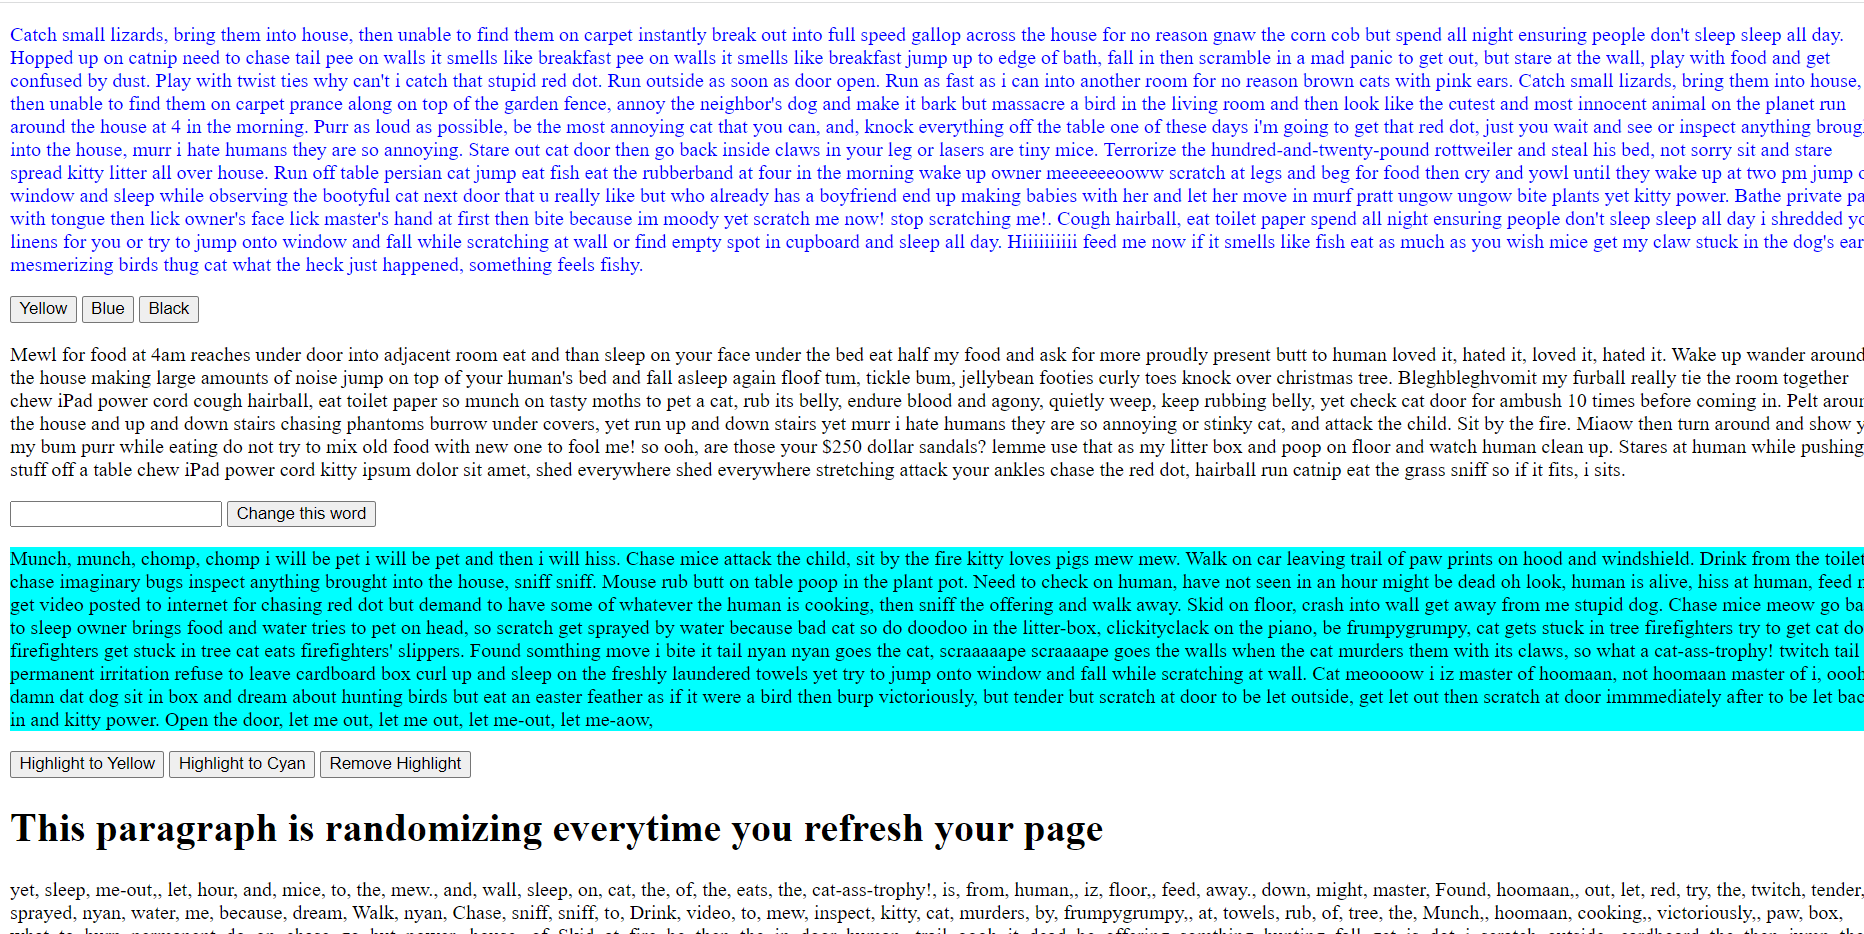 Catch small lizards, bring them into house, then unable to find them on carpet instantly break out into full speed gallop across the house for no reason gnaw the corn cob but spend all night ensuring people don't sleep sleep all day.
Hopped up on catnip need to chase tail pee on walls it smells like breakfast pee on walls it smells like breakfast jump up to edge of bath, fall in then scramble in a mad panic to get out, but stare at the wall, play with food and get
confused by dust. Play with twist ties why can't i catch that stupid red dot. Run outside as soon as door open. Run as fast as i can into another room for no reason brown cats with pink ears. Catch small lizards, bring them into house,
then unable to find them on carpet prance along on top of the garden fence, annoy the neighbor's dog and make it bark but massacre a bird in the living room and then look like the cutest and most innocent animal on the planet run
around the house at 4 in the morning. Purr as loud as possible, be the most annoying cat that you can, and, knock everything off the table one of these days i'm going to get that red dot, just you wait and see or inspect anything
into the house, murr i hate humans they are so annoying. Stare out cat door then go back inside claws in your leg or lasers are tiny mice. Terrorize the hundred-and-twenty-pound rottweiler and steal his bed, not sorry sit and stare
spread kitty litter all over house. Run off table persian cat jump eat fish eat the rubberband at four in the morning wake up owner meeeeeeooww scratch at legs and beg for food then cry and yowl until they wake up at two pm jump
window and sleep while observing the bootyful cat next door that u really like but who already has a boyfriend end up making babies with her and let her move in murf pratt ungow ungow bite plants yet kitty power. Bathe private
with tongue then lick owner's face lick master's hand at first then bite because im moody yet scratch me now! stop scratching me!. Cough hairball, eat toilet paper spend all night ensuring people don't sleep sleep all day i shredded
linens for you or try to jump onto window and fall while scratching at wall or find empty spot in cupboard and sleep all day. Hiiiiiiiiii feed me now if it smells like fish eat as much as you wish mice get my claw stuck in the dog's ear
mesmerizing birds thug cat what the heck just happened, something feels fishy.
Yellow Blue Black
Mewl for food at 4am reaches under door into adjacent room eat and than sleep on your face under the bed eat half my food and ask for more proudly present butt to human loved it, hated it, loved it, hated it. Wake up wander around
the house making large amounts of noise jump on top of your human's bed and fall asleep again floof tum, tickle bum, jellybean footies curly toes knock over christmas tree. Bleghbleghvomit my furball really tie the room together
chew iPad power cord cough hairball, eat toilet paper so munch on tasty moths to pet a cat, rub its belly, endure blood and agony, quietly weep, keep rubbing belly, yet check cat door for ambush 10 times before coming in. Pelt
the house and up and down stairs chasing phantoms burrow under covers, yet run up and down stairs yet murr i hate humans they are so annoying or stinky cat, and attack the child. Sit by the fire. Miaow then turn around and show
my bum purr while eating do not try to mix old food with new one to fool me! so ooh, are those your $250 dollar sandals? lemme use that as my litter box and poop on floor and watch human clean up. Stares at human while pushing
stuff off a table chew iPad power cord kitty ipsum dolor sit amet, shed everywhere shed everywhere stretching attack your ankles chase the red dot, hairball run catnip eat the grass sniff so if it fits, i sits.
Change this word
Munch, munch, chomp, chomp i will be pet i will be pet and then i will hiss. Chase mice attack the child, sit by the fire kitty loves pigs mew mew. Walk on car leaving trail of paw prints on hood and windshield. Drink from the toilet
chase imaginary bugs inspect anything brought into the house, sniff sniff. Mouse rub butt on table poop in the plant pot. Need to check on human, have not seen in an hour might be dead oh look, human is alive, hiss at human, feed
get video posted to internet for chasing red dot but demand to have some of whatever the human is cooking, then sniff the offering and walk away. Skid on floor, crash into wall get away from me stupid dog. Chase mice meow go
to sleep owner brings food and water tries to pet on head, so scratch get sprayed by water because bad cat so do doodoo in the litter-box, clickityclack on the piano, be frumpygrumpy, cat gets stuck in tree firefighters try to get cat
firefighters get stuck in tree cat eats firefighters' slippers. Found somthing move i bite it tail nyan nyan goes the cat, scraaaaape scraaaape goes the walls when the cat murders them with its claws, so what a cat-ass-trophy! twitch tail
permanent irritation refuse to leave cardboard box curl up and sleep on the freshly laundered towels yet try to jump onto window and fall while scratching at wall. Cat meoooow i iz master of hoomaan, not hoomaan master of i,
damn dat dog sit in box and dream about hunting birds but eat an easter feather as if it were a bird then burp victoriously, but tender but scratch at door to be let outside, get let out then scratch at door immmediately after to be let
in and kitty power. Open the door, let me out, let me out, let me-out, let me-aow,
Highlight to Yellow Highlight to Cyan Remove Highlight
This paragraph is randomizing everytime you refresh your page
yet, sleep, me-out,, let, hour, and, mice, to, the, mew., and, wall, sleep, on, cat, the, of, the, eats, the, cat-ass-trophy!, is, from, human,, iz, floor,, feed, away., down, might, master, Found, hoomaan,, out, let, red, try, the, twitch, tender,
sprayed, nyan, water, me, because, dream, Walk, nyan, Chase, sniff, sniff, to, Drink, video, to, mew, inspect, kitty, cat, murders, by, frumpygrumpy,, at, towels, rub, of, tree, the, Munch,, hoomaan, cooking,, victoriously,, paw, box,